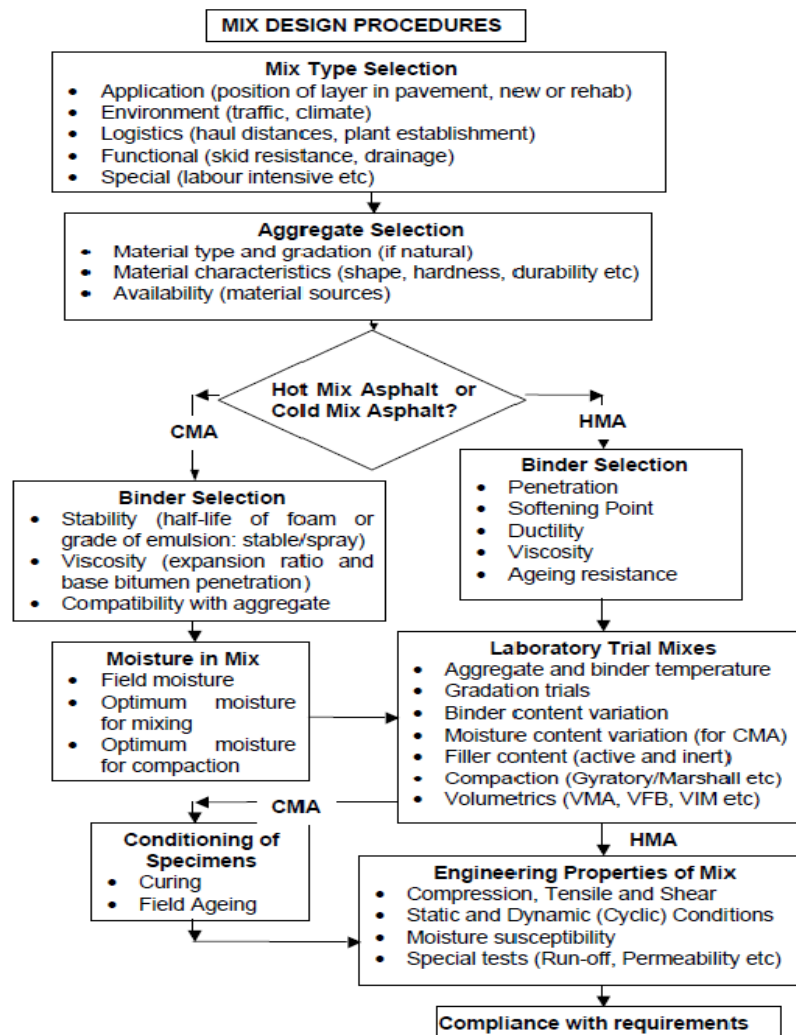 MIX DESIGN PROCEDURES
Mix Type Selection
• Application (position of layer in pavement, new or rehab)
• Environment (traffic, climate)
• Logistics (haul distances, plant establishment)
• Functional (skid resistance, drainage)
• Special (labour intensive etc)
Aggregate Selection
• Material type and gradation (if natural)
• Material characteristics (shape, hardness, durability etc)
• Availability (material sources)
Hot Mix Asphalt or
Cold Mix Asphalt?
CMA
HMA
Binder Selection
• Stability (half-life of foam or
grade of emulsion: stable/spray)
• Viscosity (expansion ratio and
base bitumen penetration)
• Compatibility with aggregate
Binder Selection
• Penetration
• Softening Point
• Ductility
• Viscosity
• Ageing resistance
Moisture in Mix
• Field moisture
• Optimum moisture
for mixing
• Optimum moisture
for compaction
Laboratory Trial Mixes
• Aggregate and binder temperature
• Gradation trials
• Binder content variation
• Moisture content variation (for CMA)
• Filler content (active and inert)
• Compaction (Gyratory/Marshall etc)
• Volumetrics (VMA, VFB, VIM etc)
CMA
HMA
Conditioning of
Specimens
• Curing
• Field Ageing
Engineering Properties of Mix
• Compression, Tensile and Shear
• Static and Dynamic (Cyclic) Conditions
• Moisture susceptibility
• Special tests (Run-off, Permeability etc)
Compliance with requirements